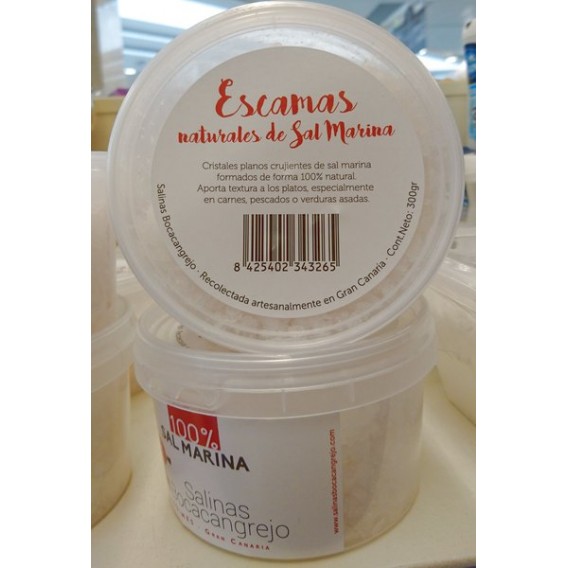 Escamas
naturales de Sal Marina
Cristales planos crujientes de sal marina
formados de forma 100% natural.
Aporta textura a los platos, especialmente
en carnes, pescados o verduras asadas.
8 425402 343265
Salinas Bocacangrejo · Recolectada artesanalmente en Gran Canaria · Cont.Neto: 300gr
100%
SAL MARINA
Salinas
Bocacangrejo
Gran Canaria
www.salinasbocacangrejo.com